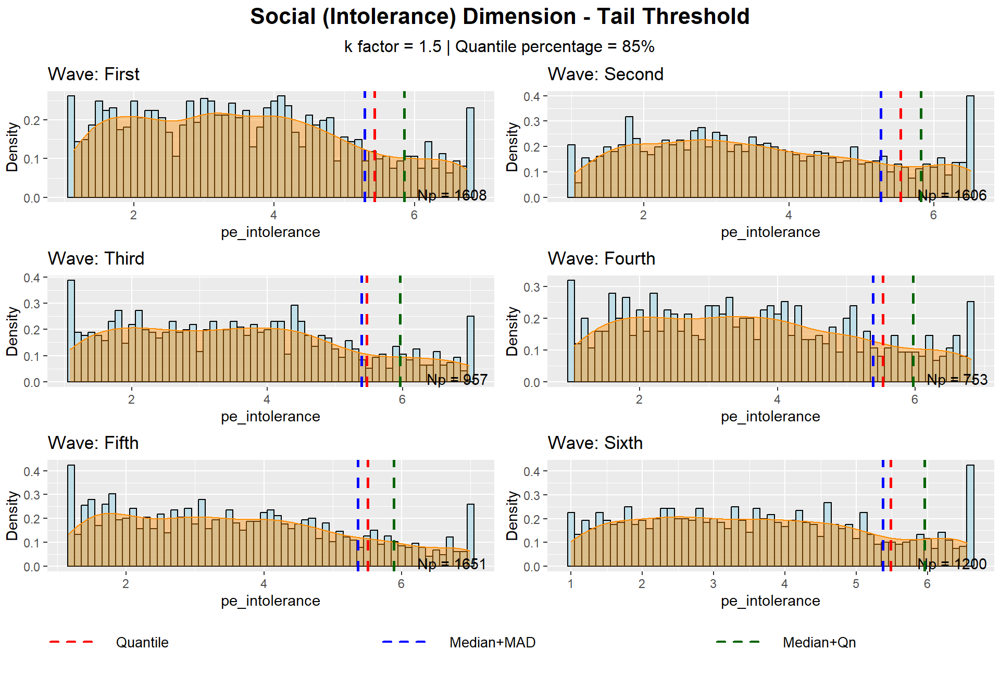 Social (Intolerance) Dimension - Tail Threshold
k factor = 1.5 | Quantile percentage = 85%
Wave: First
Density
0.2
0.1
0.0
Np = 1608
2
4
6
pe_intolerance
Wave: Second
Density
0.4
0.3
0.2
0.1
0.0
Np = 1606
2
4
6
pe_intolerance
Wave: Third
Density
0.4
0.3
0.2
0.1
0.0
Np = 957
2
4
6
pe_intolerance
Wave: Fourth
Density
0.3
0.2
0.1
0.0
Np = 753
2
4
6
pe_intolerance
Wave: Fifth
Density
0.4
0.3
0.2
0.1
0.0
Np = 1651
2
4
6
pe_intolerance
Wave: Sixth
Density
0.4
0.3
0.2
0.1
0.0
Np = 1200
1
2
3
4
5
6
pe_intolerance
Quantile
Median+MAD
Median+Qn